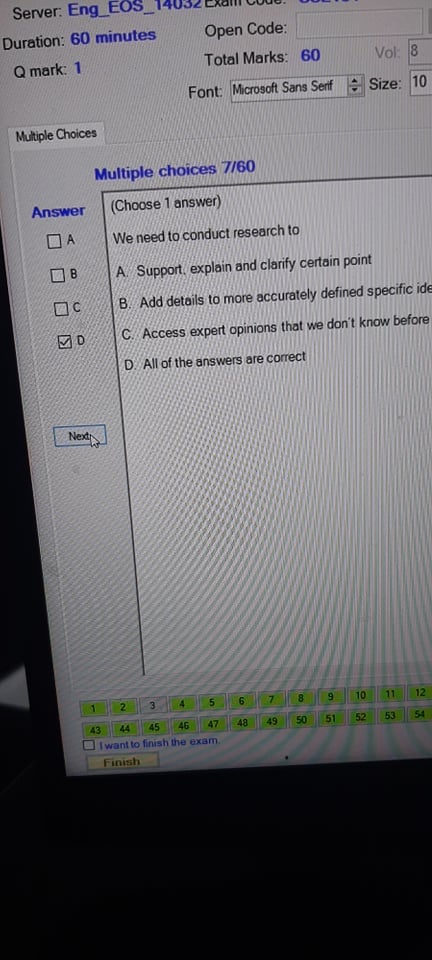 Server: Eng_EOS_14032 Exam Code:
Duration: 60 minutes
Open Code:
Q mark: 1
Total Marks: 60
Vol: 8
Font: Microsoft Sans Serif
Size: 10
Multiple Choices
Multiple choices 7/60
Answer
(Choose 1 answer)
A
We need to conduct research to
B
A. Support, explain and clarify certain point
C
B. Add details to more accurately defined specific ide
D
C. Access expert opinions that we don't know before
D. All of the answers are correct
Next
1 2 3 4 5 6 7 8 9 10 11 12
43 44 45 46 47 48 49 50 51 52 53 54
I want to finish the exam.
Finish